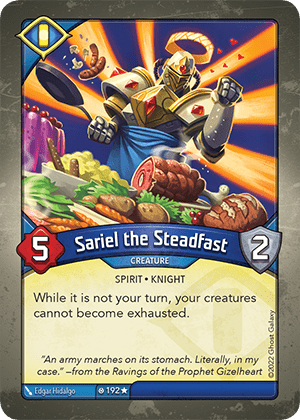 Sariel the Steadfast
CREATURE
5
2
SPIRIT • KNIGHT
While it is not your turn, your creatures
cannot become exhausted.
"An army marches on its stomach. Literally, in my
case." –from the Ravings of the Prophet Gizelheart
©2022 Ghost Galaxy
Edgar Hidalgo
192★